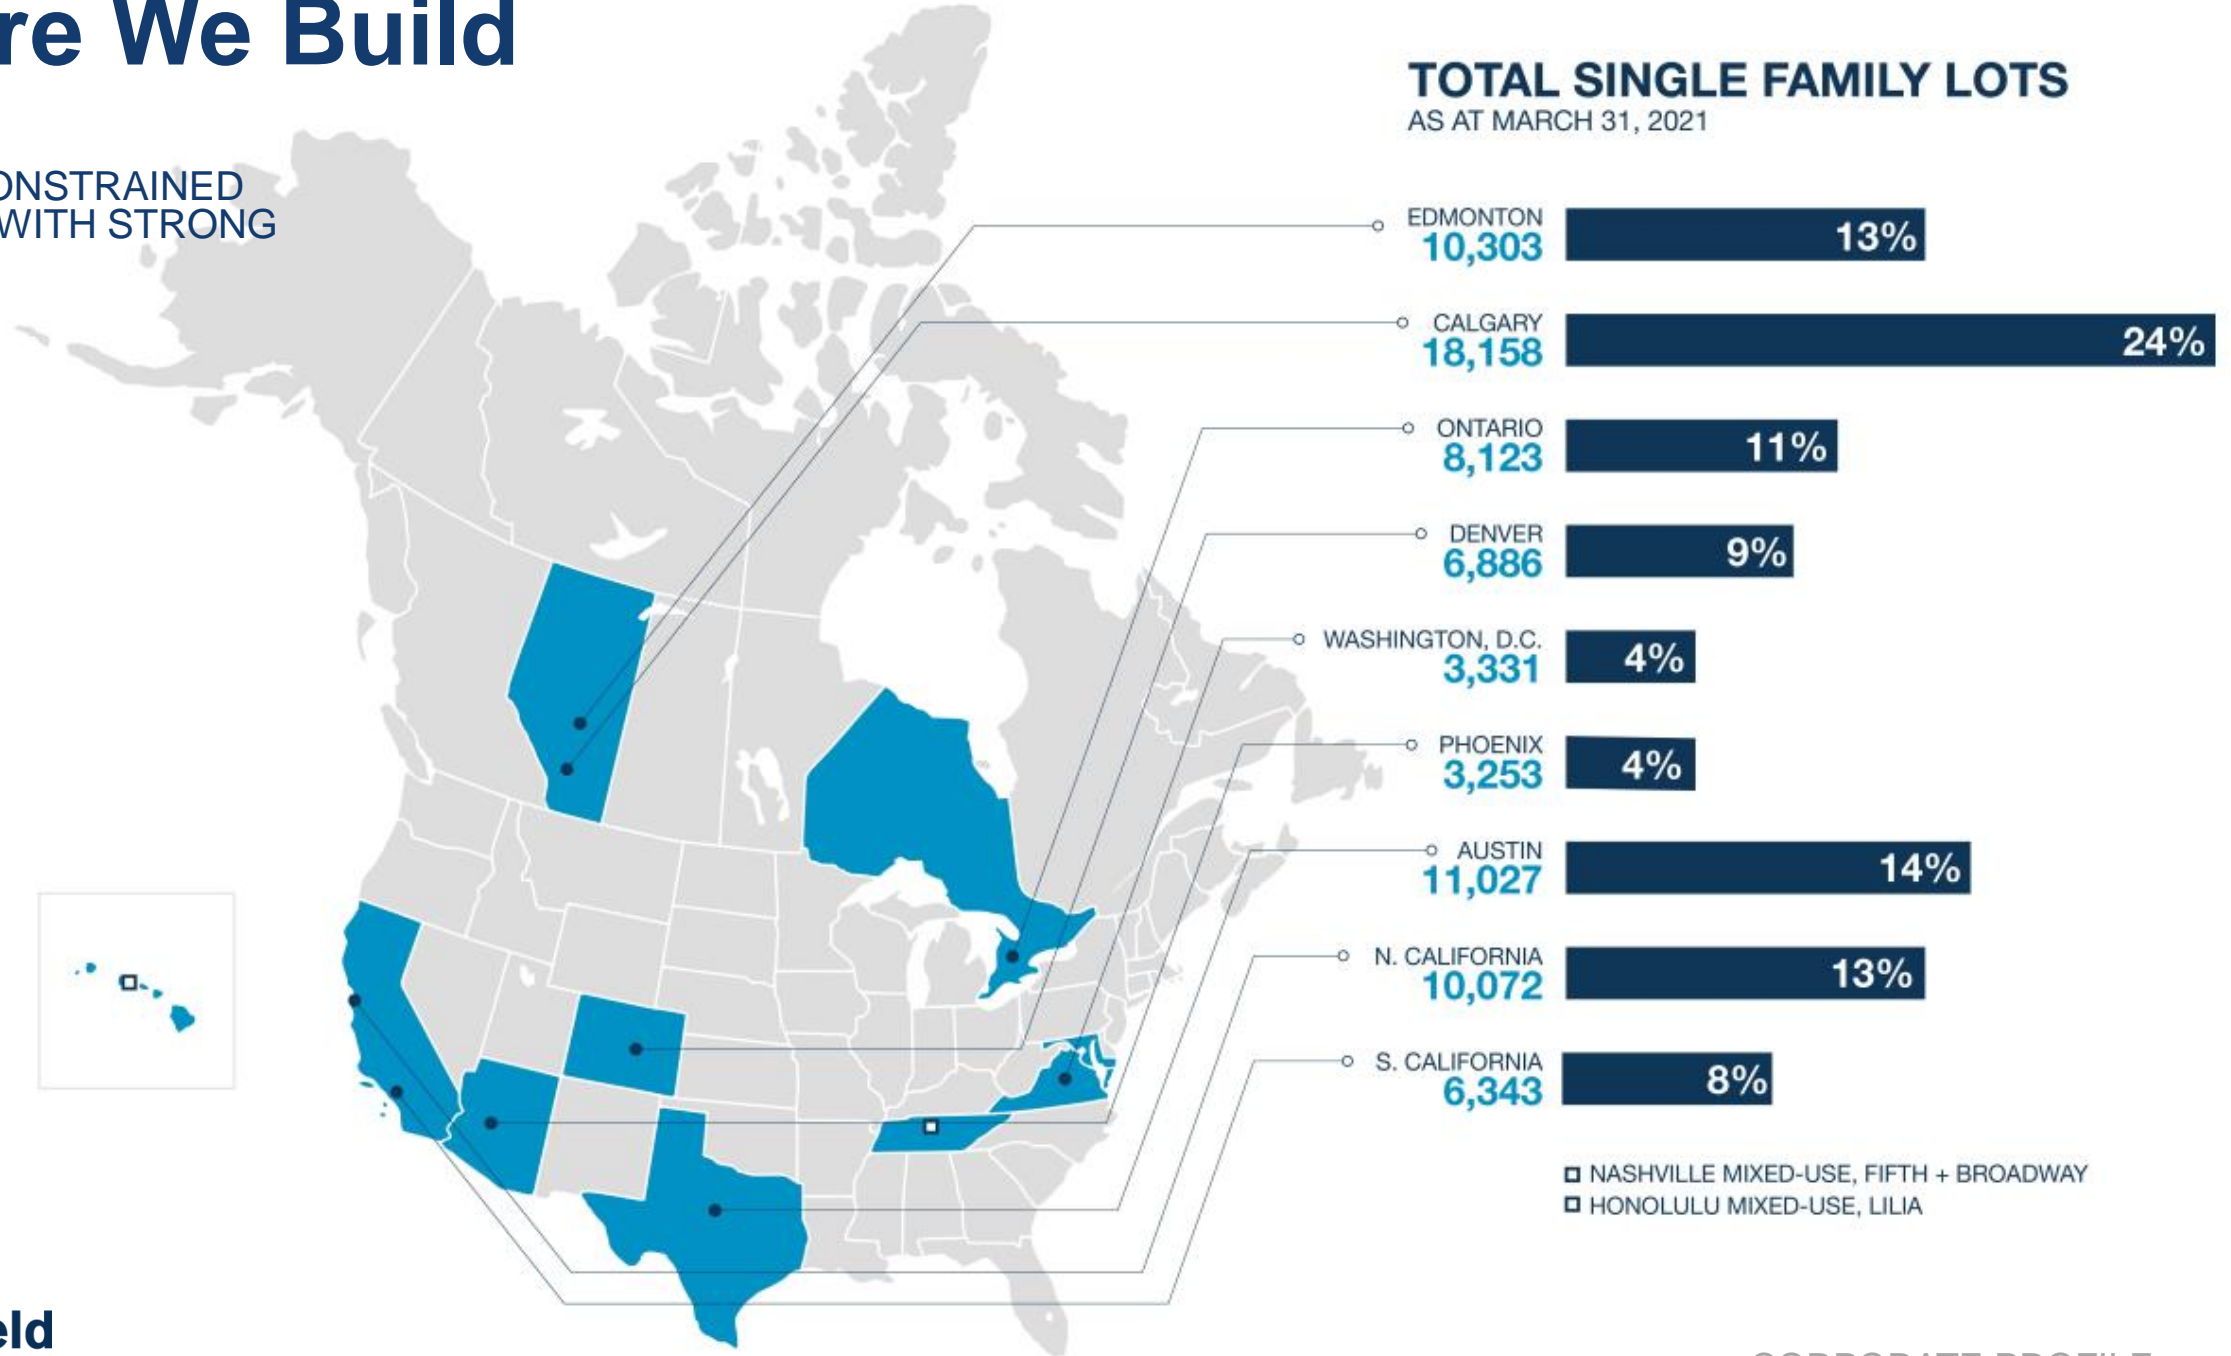 re We Build
ONSTRAINED
WITH STRONG
TOTAL SINGLE FAMILY LOTS
AS AT MARCH 31, 2021
EDMONTON
10,303
13%
CALGARY
18,158
24%
ONTARIO
8,123
11%
DENVER
6,886
9%
WASHINGTON, D.C.
3,331
4%
PHOENIX
3,253
4%
AUSTIN
11,027
14%
N. CALIFORNIA
10,072
13%
S. CALIFORNIA
6,343
8%
NASHVILLE MIXED-USE, FIFTH + BROADWAY
HONOLULU MIXED-USE, LILIA
eld
CORPORATE PROFILE